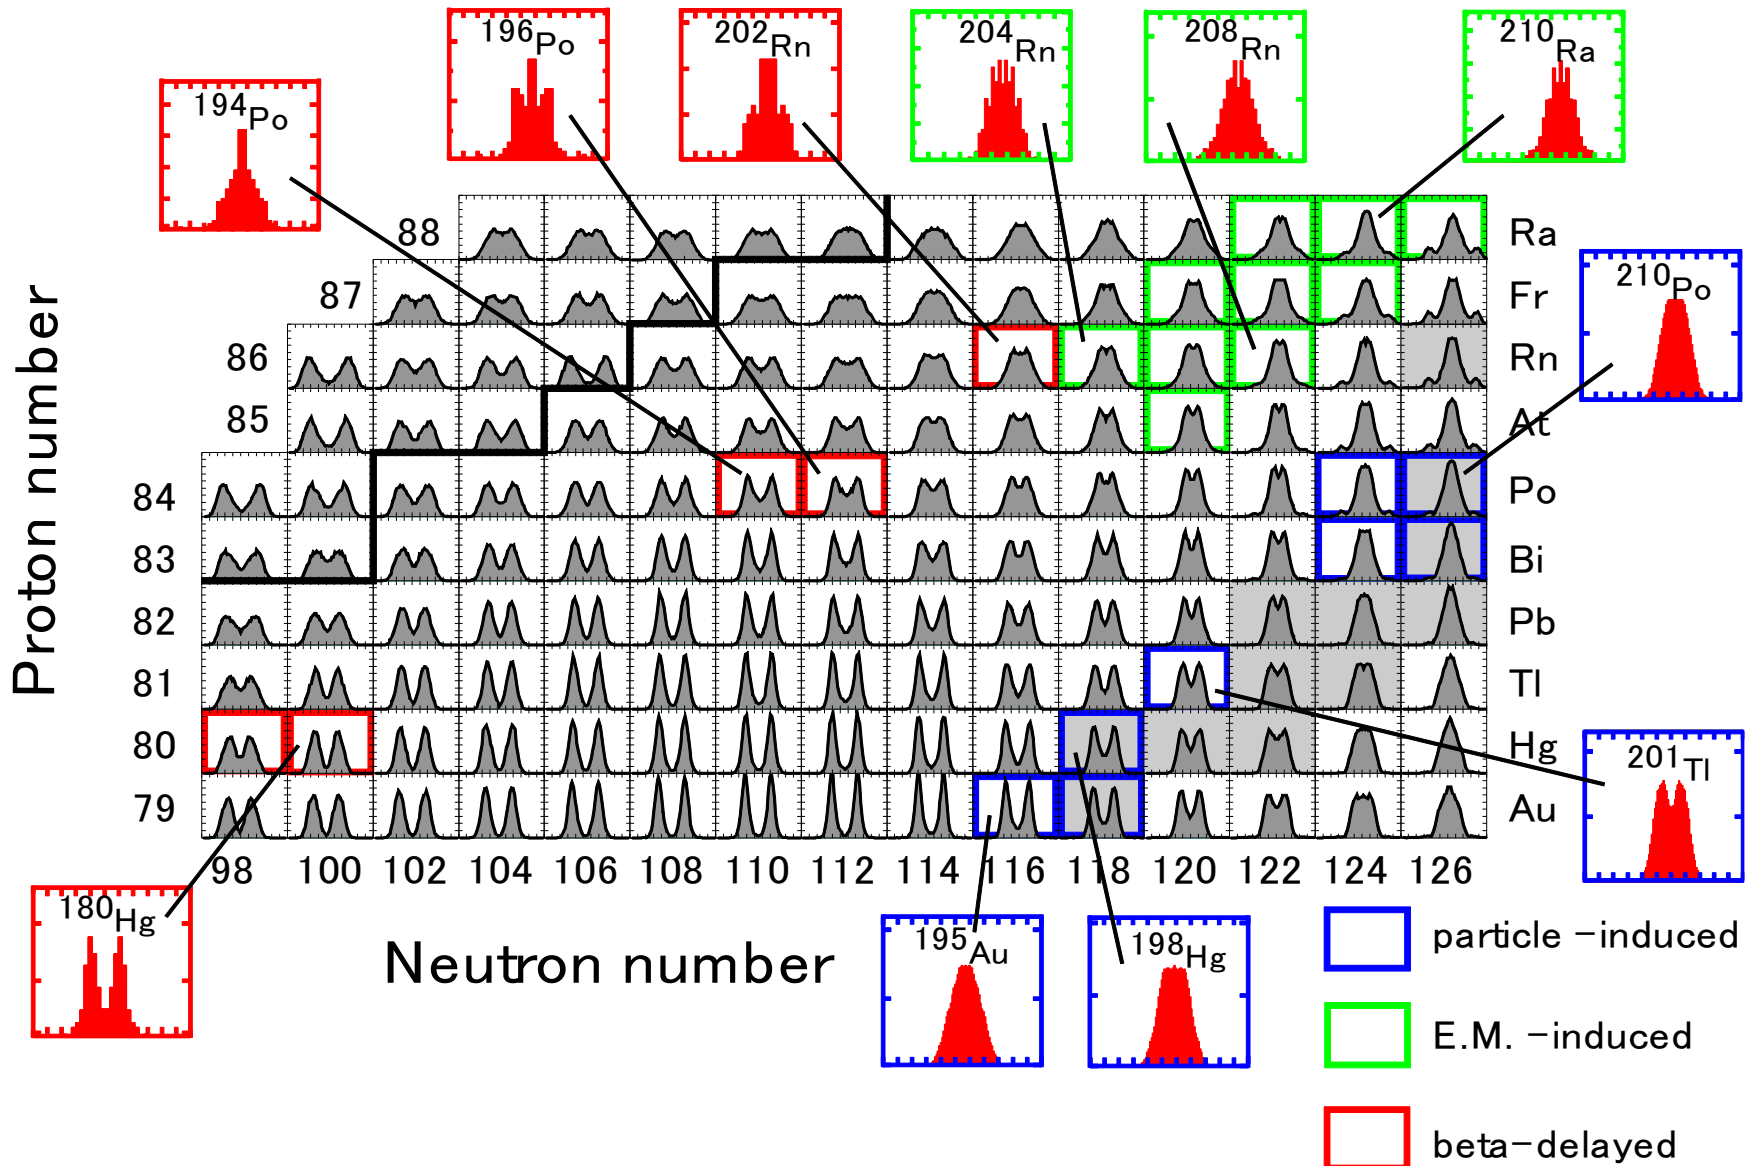 196Po
202Rn
204Rn
208Rn
210Ra
194Po
88
Ra
210Po
87
Fr
86
Rn
85
At
84
Po
83
Bi
82
Pb
81
Tl
80
Hg
201Tl
79
Au
98 100 102 104 106 108 110 112 114 116 118 120 122 124 126
Proton number
180Hg
195Au
198Hg
Neutron number
particle -induced
E.M. -induced
beta-delayed